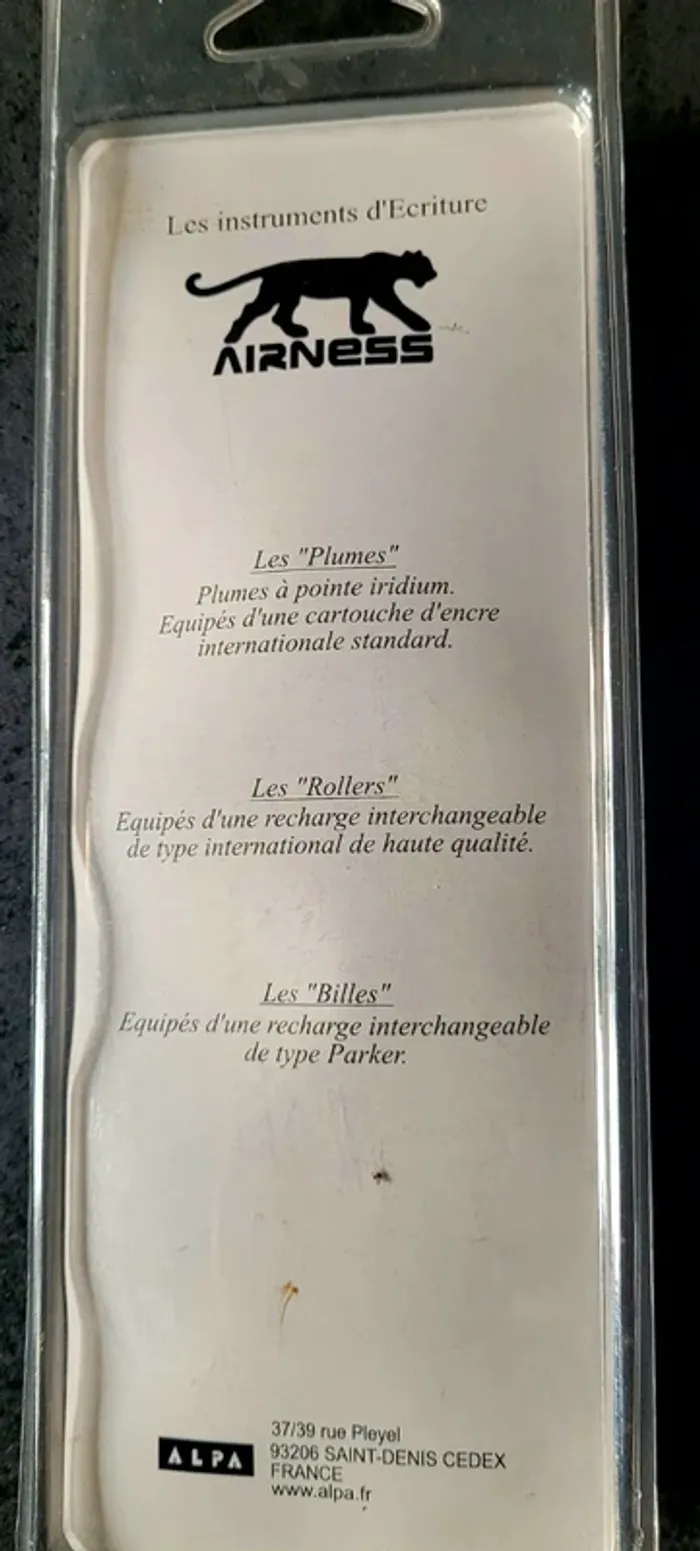 Les instruments d'Ecriture
AIRNESS
Les "Plumes"
Plumes à pointe iridium.
Equipés d'une cartouche d'encre
internationale standard.
Les "Rollers"
Equipés d'une recharge interchangeable
de type international de haute qualité.
Les "Billes"
Equipés d'une recharge interchangeable
de type Parker.
ALPA
37/39 rue Pleyel
93206 SAINT-DENIS CEDEX
FRANCE
www.alpa.fr